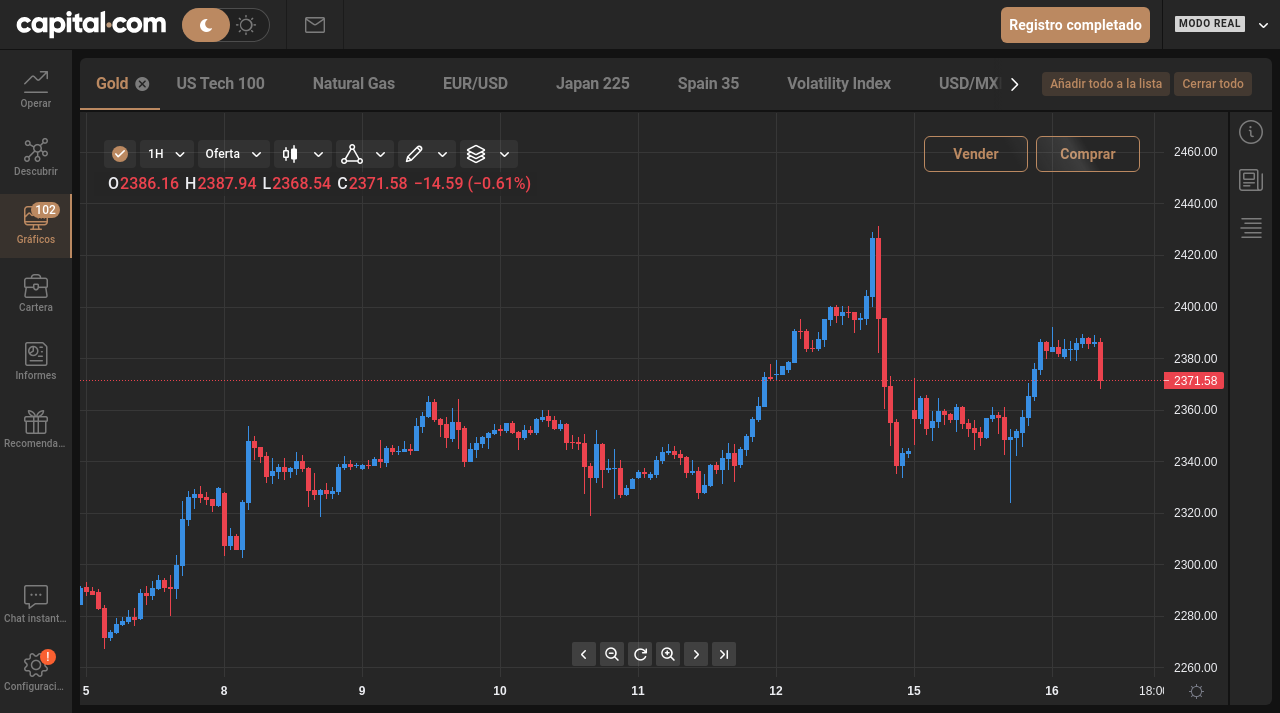 capital.com
Registro completado
MODO REAL
Operar
Descubrir
102
Gráficos
Cartera
Informes
Recomenda...
Chat instant...
!
Configuraci...
Gold US Tech 100 Natural Gas EUR/USD Japan 225 Spain 35 Volatility Index USD/MX
Añadir todo a la lista Cerrar todo
1H Oferta
Vender Comprar
O2386.16 H2387.94 L2368.54 C2371.58 −14.59 (−0.61%)
2460.00
2440.00
2420.00
2400.00
2380.00
2371.58
2360.00
2340.00
2320.00
2300.00
2280.00
2260.00
5 8 9 10 11 12 15 16 18:00